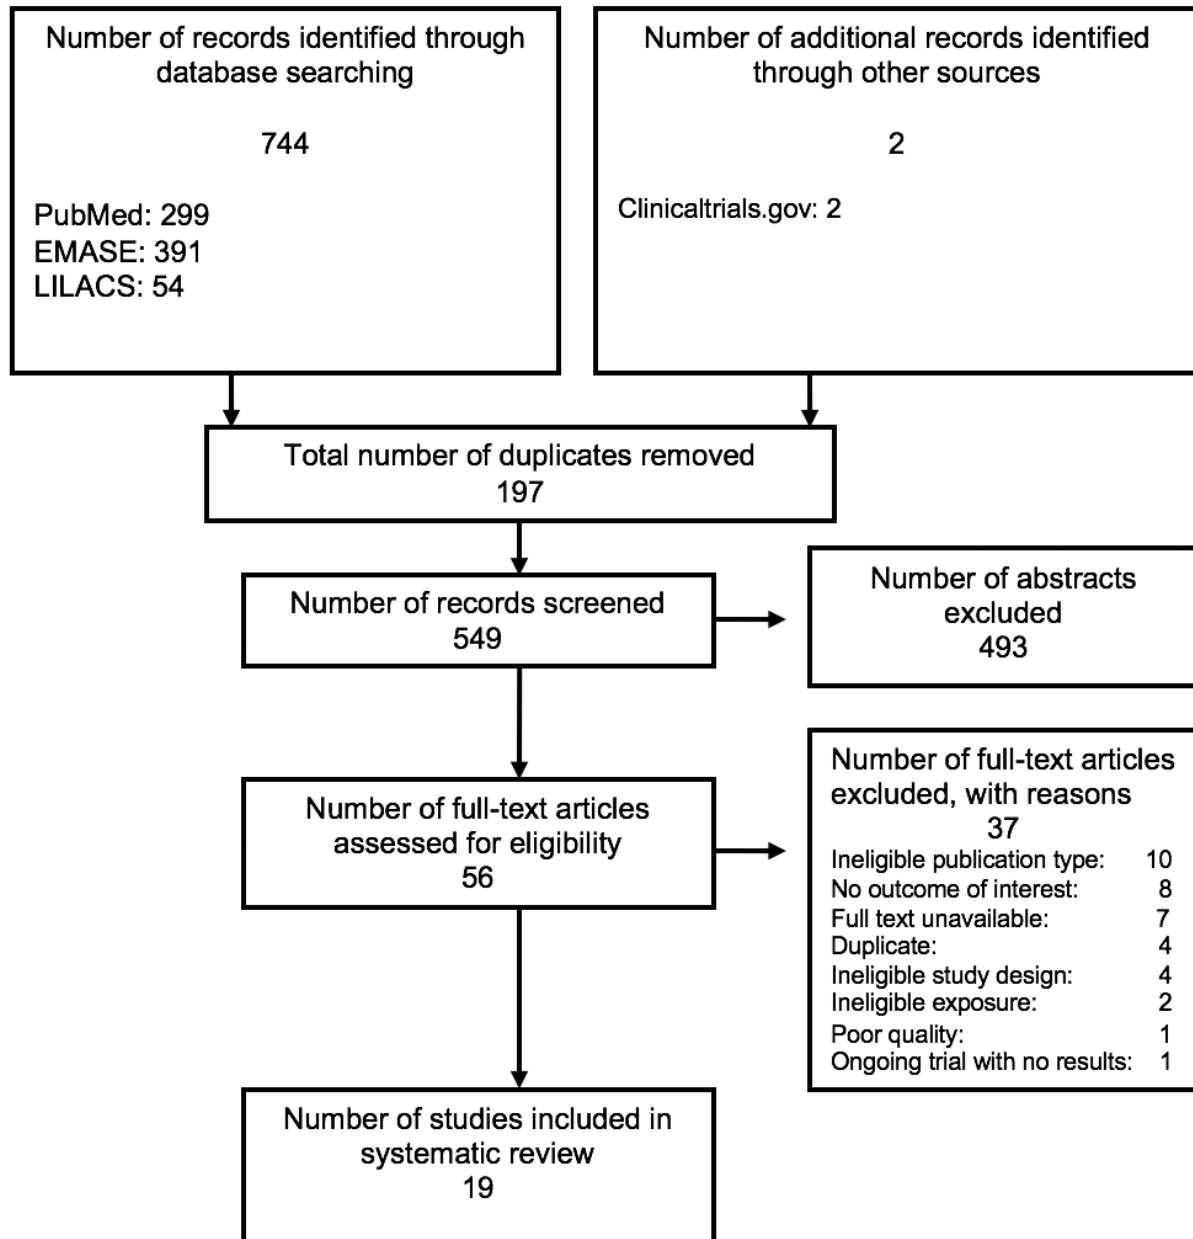 Number of records identified through
database searching
744
PubMed: 299
EMASE: 391
LILACS: 54
Number of additional records identified
through other sources
2
Clinicaltrials.gov: 2
Total number of duplicates removed
197
Number of records screened
549
Number of abstracts
excluded
493
Number of full-text articles
assessed for eligibility
56
Number of full-text articles
excluded, with reasons
37
Ineligible publication type: 10
No outcome of interest: 8
Full text unavailable: 7
Duplicate: 4
Ineligible study design: 4
Ineligible exposure: 2
Poor quality: 1
Ongoing trial with no results: 1
Number of studies included in
systematic review
19